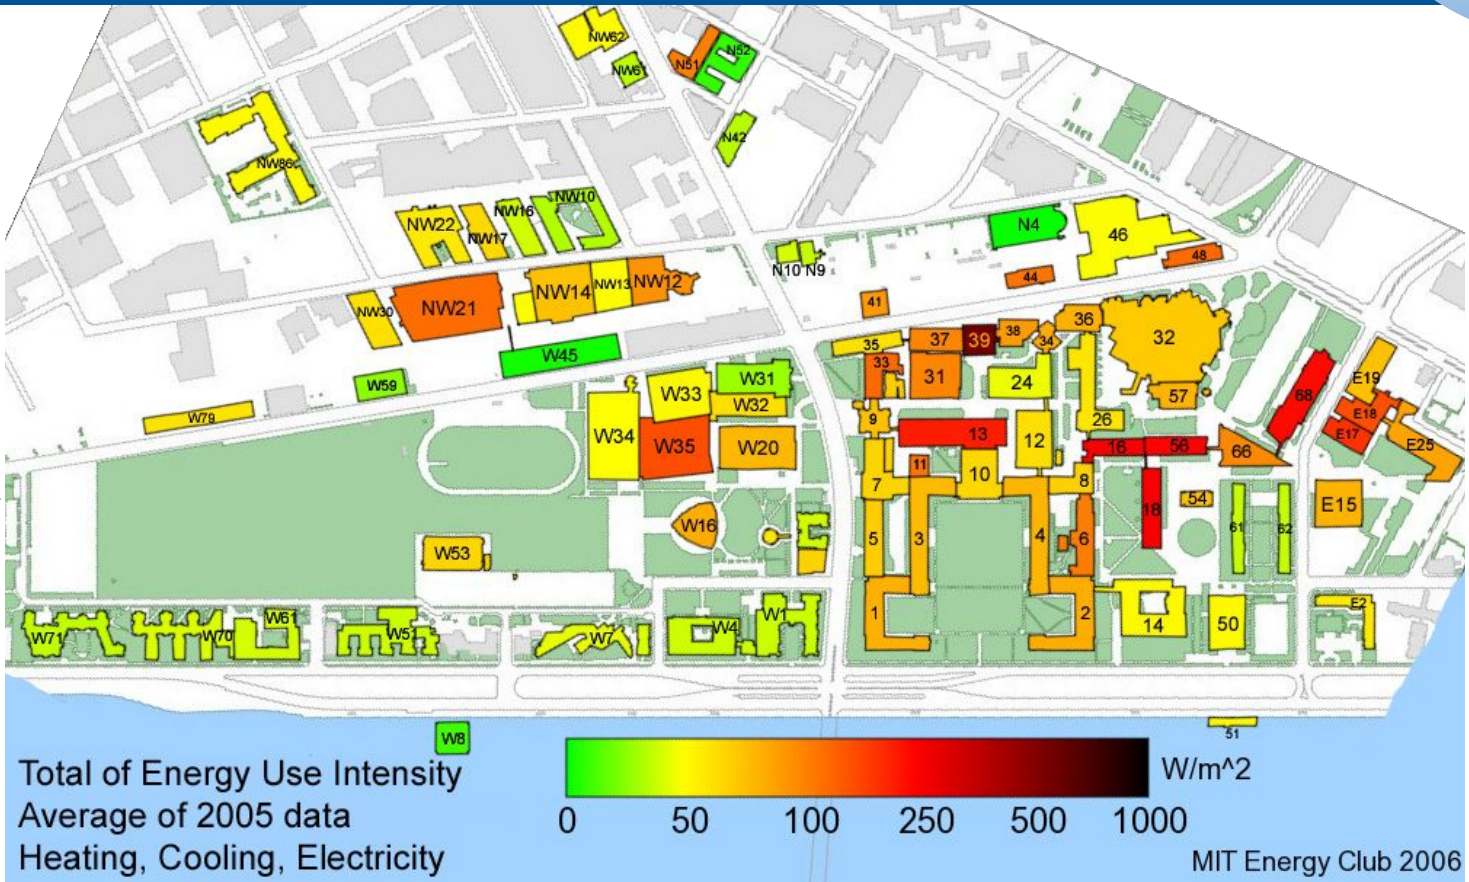 NW62
NW61
N51
N52
N42
NW86
NW10
NW16
NW22
NW17
N4
46
48
44
N10 N9
NW12
NW13
NW14
NW21
NW30
41
W45
W59
W79
35
37
39
38
34
36
32
33
31
24
57
68
E19
E18
E17
E25
W31
W33
W32
W34
W35
W20
9
13
12
26
16
56
66
11
10
7
8
54
E15
18
61
62
W16
W53
5
3
4
6
1
2
14
50
E2
W71
W70
W61
W51
W7
W4
W1
W8
51
Total of Energy Use Intensity
Average of 2005 data
Heating, Cooling, Electricity
W/m^2
0 50 100 250 500 1000
MIT Energy Club 2006